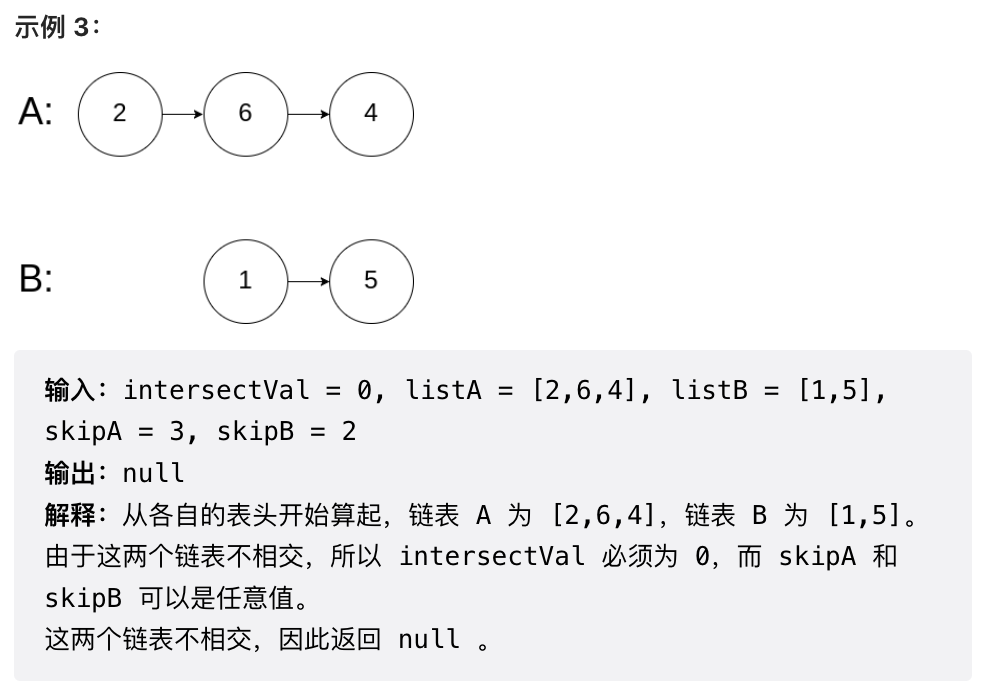 示例 3：
A: 2 6 4
B: 1 5
输入：intersectVal = 0, listA = [2,6,4], listB = [1,5],
skipA = 3, skipB = 2
输出：null
解释：从各自的表头开始算起，链表 A 为 [2,6,4]，链表 B 为 [1,5]。
由于这两个链表不相交，所以 intersectVal 必须为 0，而 skipA 和
skipB 可以是任意值。
这两个链表不相交，因此返回 null 。